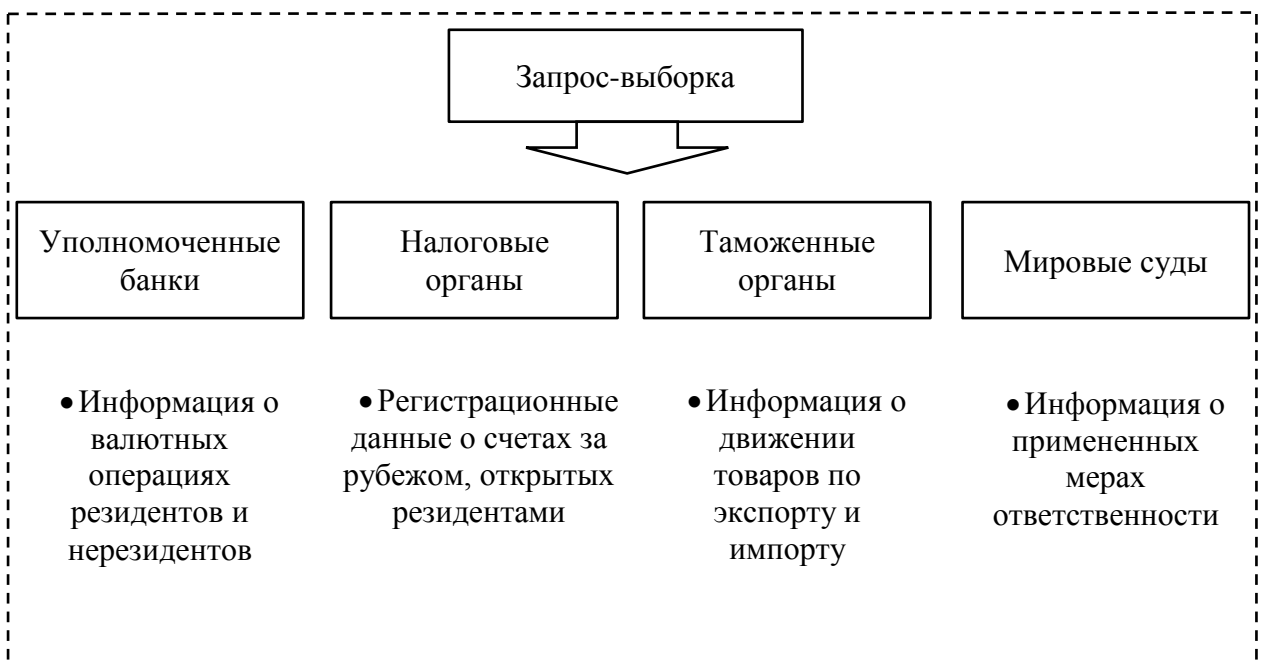 Запрос-выборка
Уполномоченные
банки
Налоговые
органы
Таможенные
органы
Мировые суды
•Информация о
валютных
операциях
резидентов и
нерезидентов
•Регистрационные
данные о счетах за
рубежом, открытых
резидентами
•Информация о
движении
товаров по
экспорту и
импорту
•Информация о
примененных
мерах
ответственности